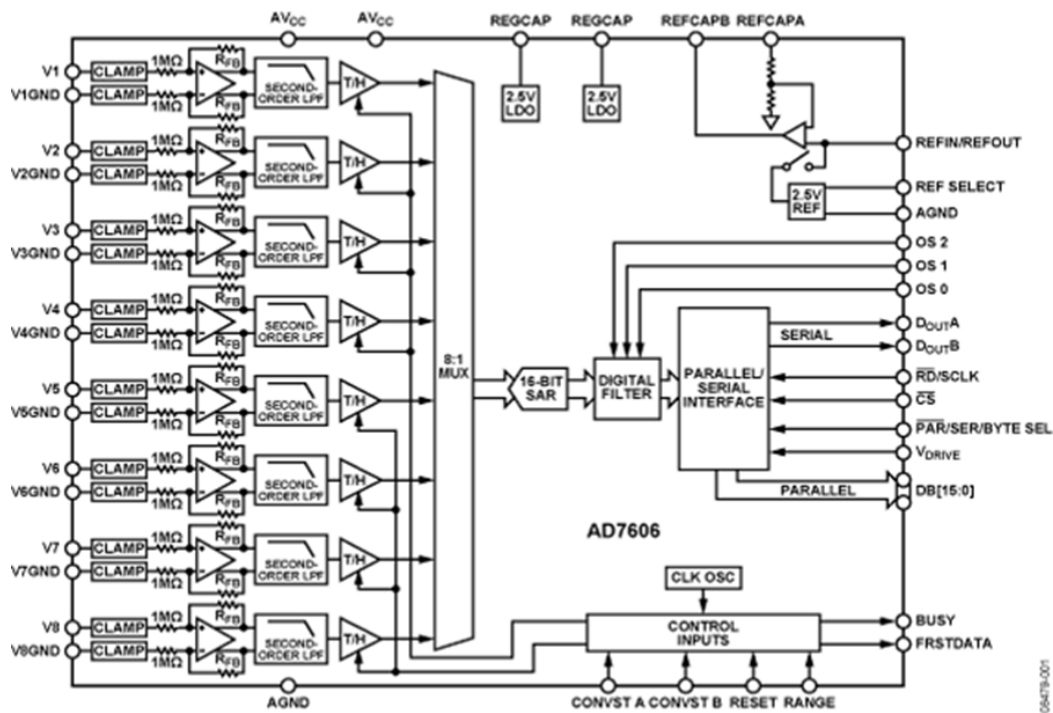 AVCC AVCC REGCAP REGCAP REFCAPB REFCAPA
V1 CLAMP 1MΩ RFB
V1GND CLAMP 1MΩ RFB
SECOND-
ORDER LPF
T/H
2.5V
LDO
2.5V
LDO
V2 CLAMP 1MΩ RFB
V2GND CLAMP 1MΩ RFB
SECOND-
ORDER LPF
T/H
REFIN/REFOUT
2.5V
REF
REF SELECT
AGND
V3 CLAMP 1MΩ RFB
V3GND CLAMP 1MΩ RFB
SECOND-
ORDER LPF
T/H
OS 2
OS 1
OS 0
V4 CLAMP 1MΩ RFB
V4GND CLAMP 1MΩ RFB
SECOND-
ORDER LPF
T/H
8:1
MUX
16-BIT
SAR
DIGITAL
FILTER
PARALLEL/
SERIAL
INTERFACE
SERIAL
DOUTA
DOUTB
RD/SCLK
CS
PAR/SER/BYTE SEL
VDRIVE
PARALLEL
DB[15:0]
V5 CLAMP 1MΩ RFB
V5GND CLAMP 1MΩ RFB
SECOND-
ORDER LPF
T/H
V6 CLAMP 1MΩ RFB
V6GND CLAMP 1MΩ RFB
SECOND-
ORDER LPF
T/H
AD7606
V7 CLAMP 1MΩ RFB
V7GND CLAMP 1MΩ RFB
SECOND-
ORDER LPF
T/H
CLK OSC
V8 CLAMP 1MΩ RFB
V8GND CLAMP 1MΩ RFB
SECOND-
ORDER LPF
T/H
CONTROL
INPUTS
BUSY
FRSTDATA
AGND
CONVST A CONVST B RESET RANGE
08479-001